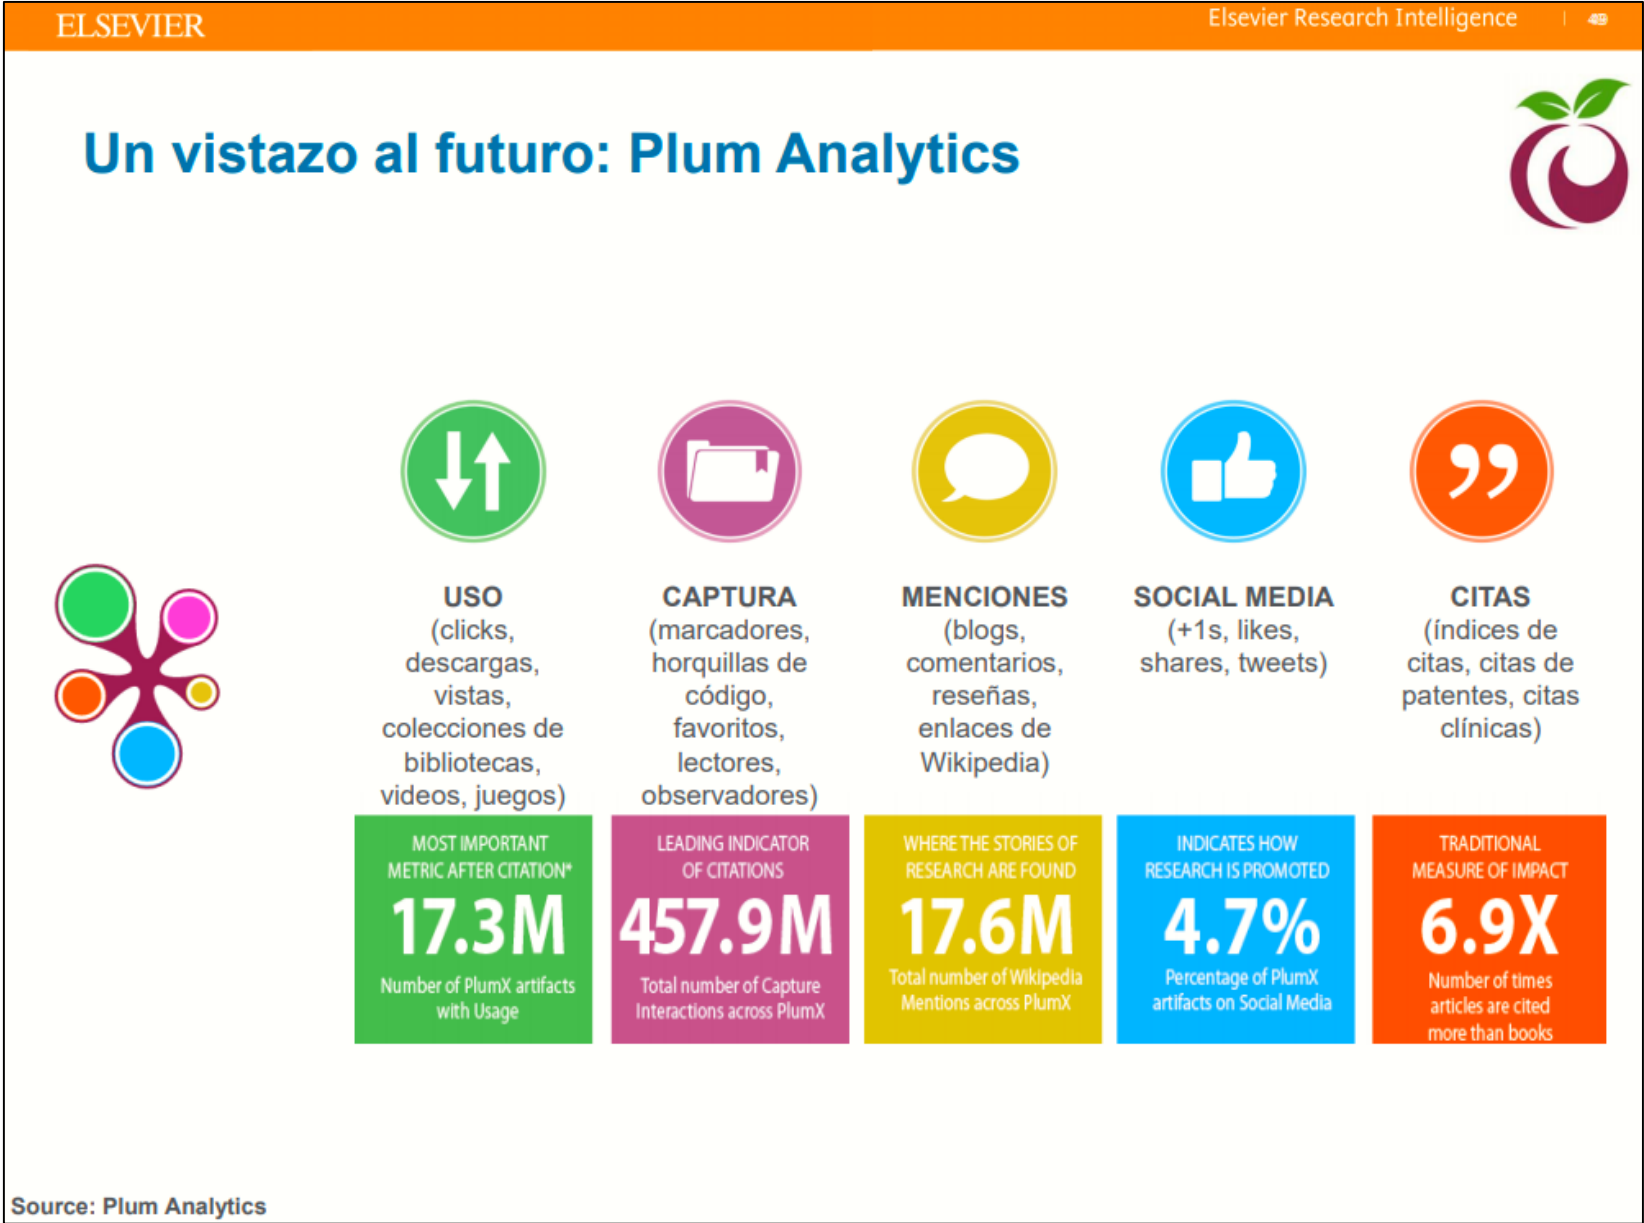 ELSEVIER
Elsevier Research Intelligence | 49
Un vistazo al futuro: Plum Analytics
USO
(clicks,
descargas,
vistas,
colecciones de
bibliotecas,
videos, juegos)
MOST IMPORTANT
METRIC AFTER CITATION*
17.3M
Number of PlumX artifacts
with Usage
CAPTURA
(marcadores,
horquillas de
código,
favoritos,
lectores,
observadores)
LEADING INDICATOR
OF CITATIONS
457.9M
Total number of Capture
Interactions across PlumX
MENCIONES
(blogs,
comentarios,
reseñas,
enlaces de
Wikipedia)
WHERE THE STORIES OF
RESEARCH ARE FOUND
17.6M
Total number of Wikipedia
Mentions across PlumX
SOCIAL MEDIA
(+1s, likes,
shares, tweets)
INDICATES HOW
RESEARCH IS PROMOTED
4.7%
Percentage of PlumX
artifacts on Social Media
CITAS
(índices de
citas, citas de
patentes, citas
clínicas)
TRADITIONAL
MEASURE OF IMPACT
6.9X
Number of times
articles are cited
more than books
Source: Plum Analytics